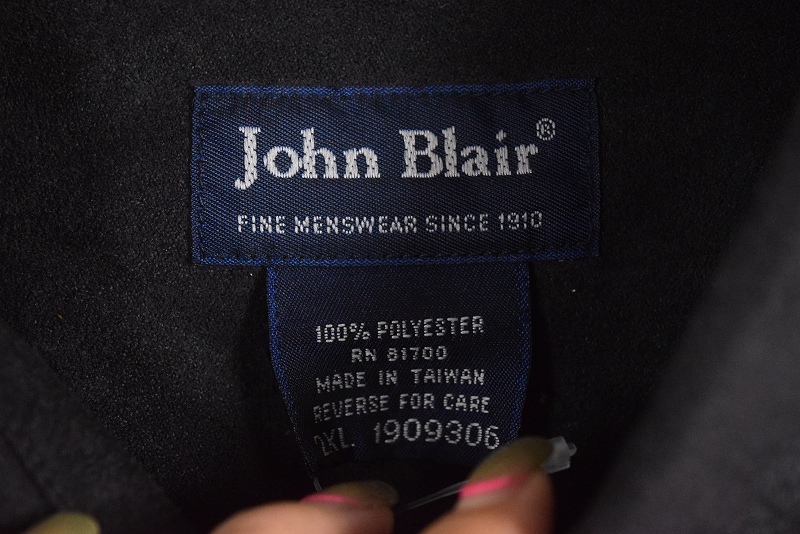 John Blair®
FINE MENSWEAR SINCE 1910
100% POLYESTER
RN 81700
MADE IN TAIWAN
REVERSE FOR CARE
2XL 1909306